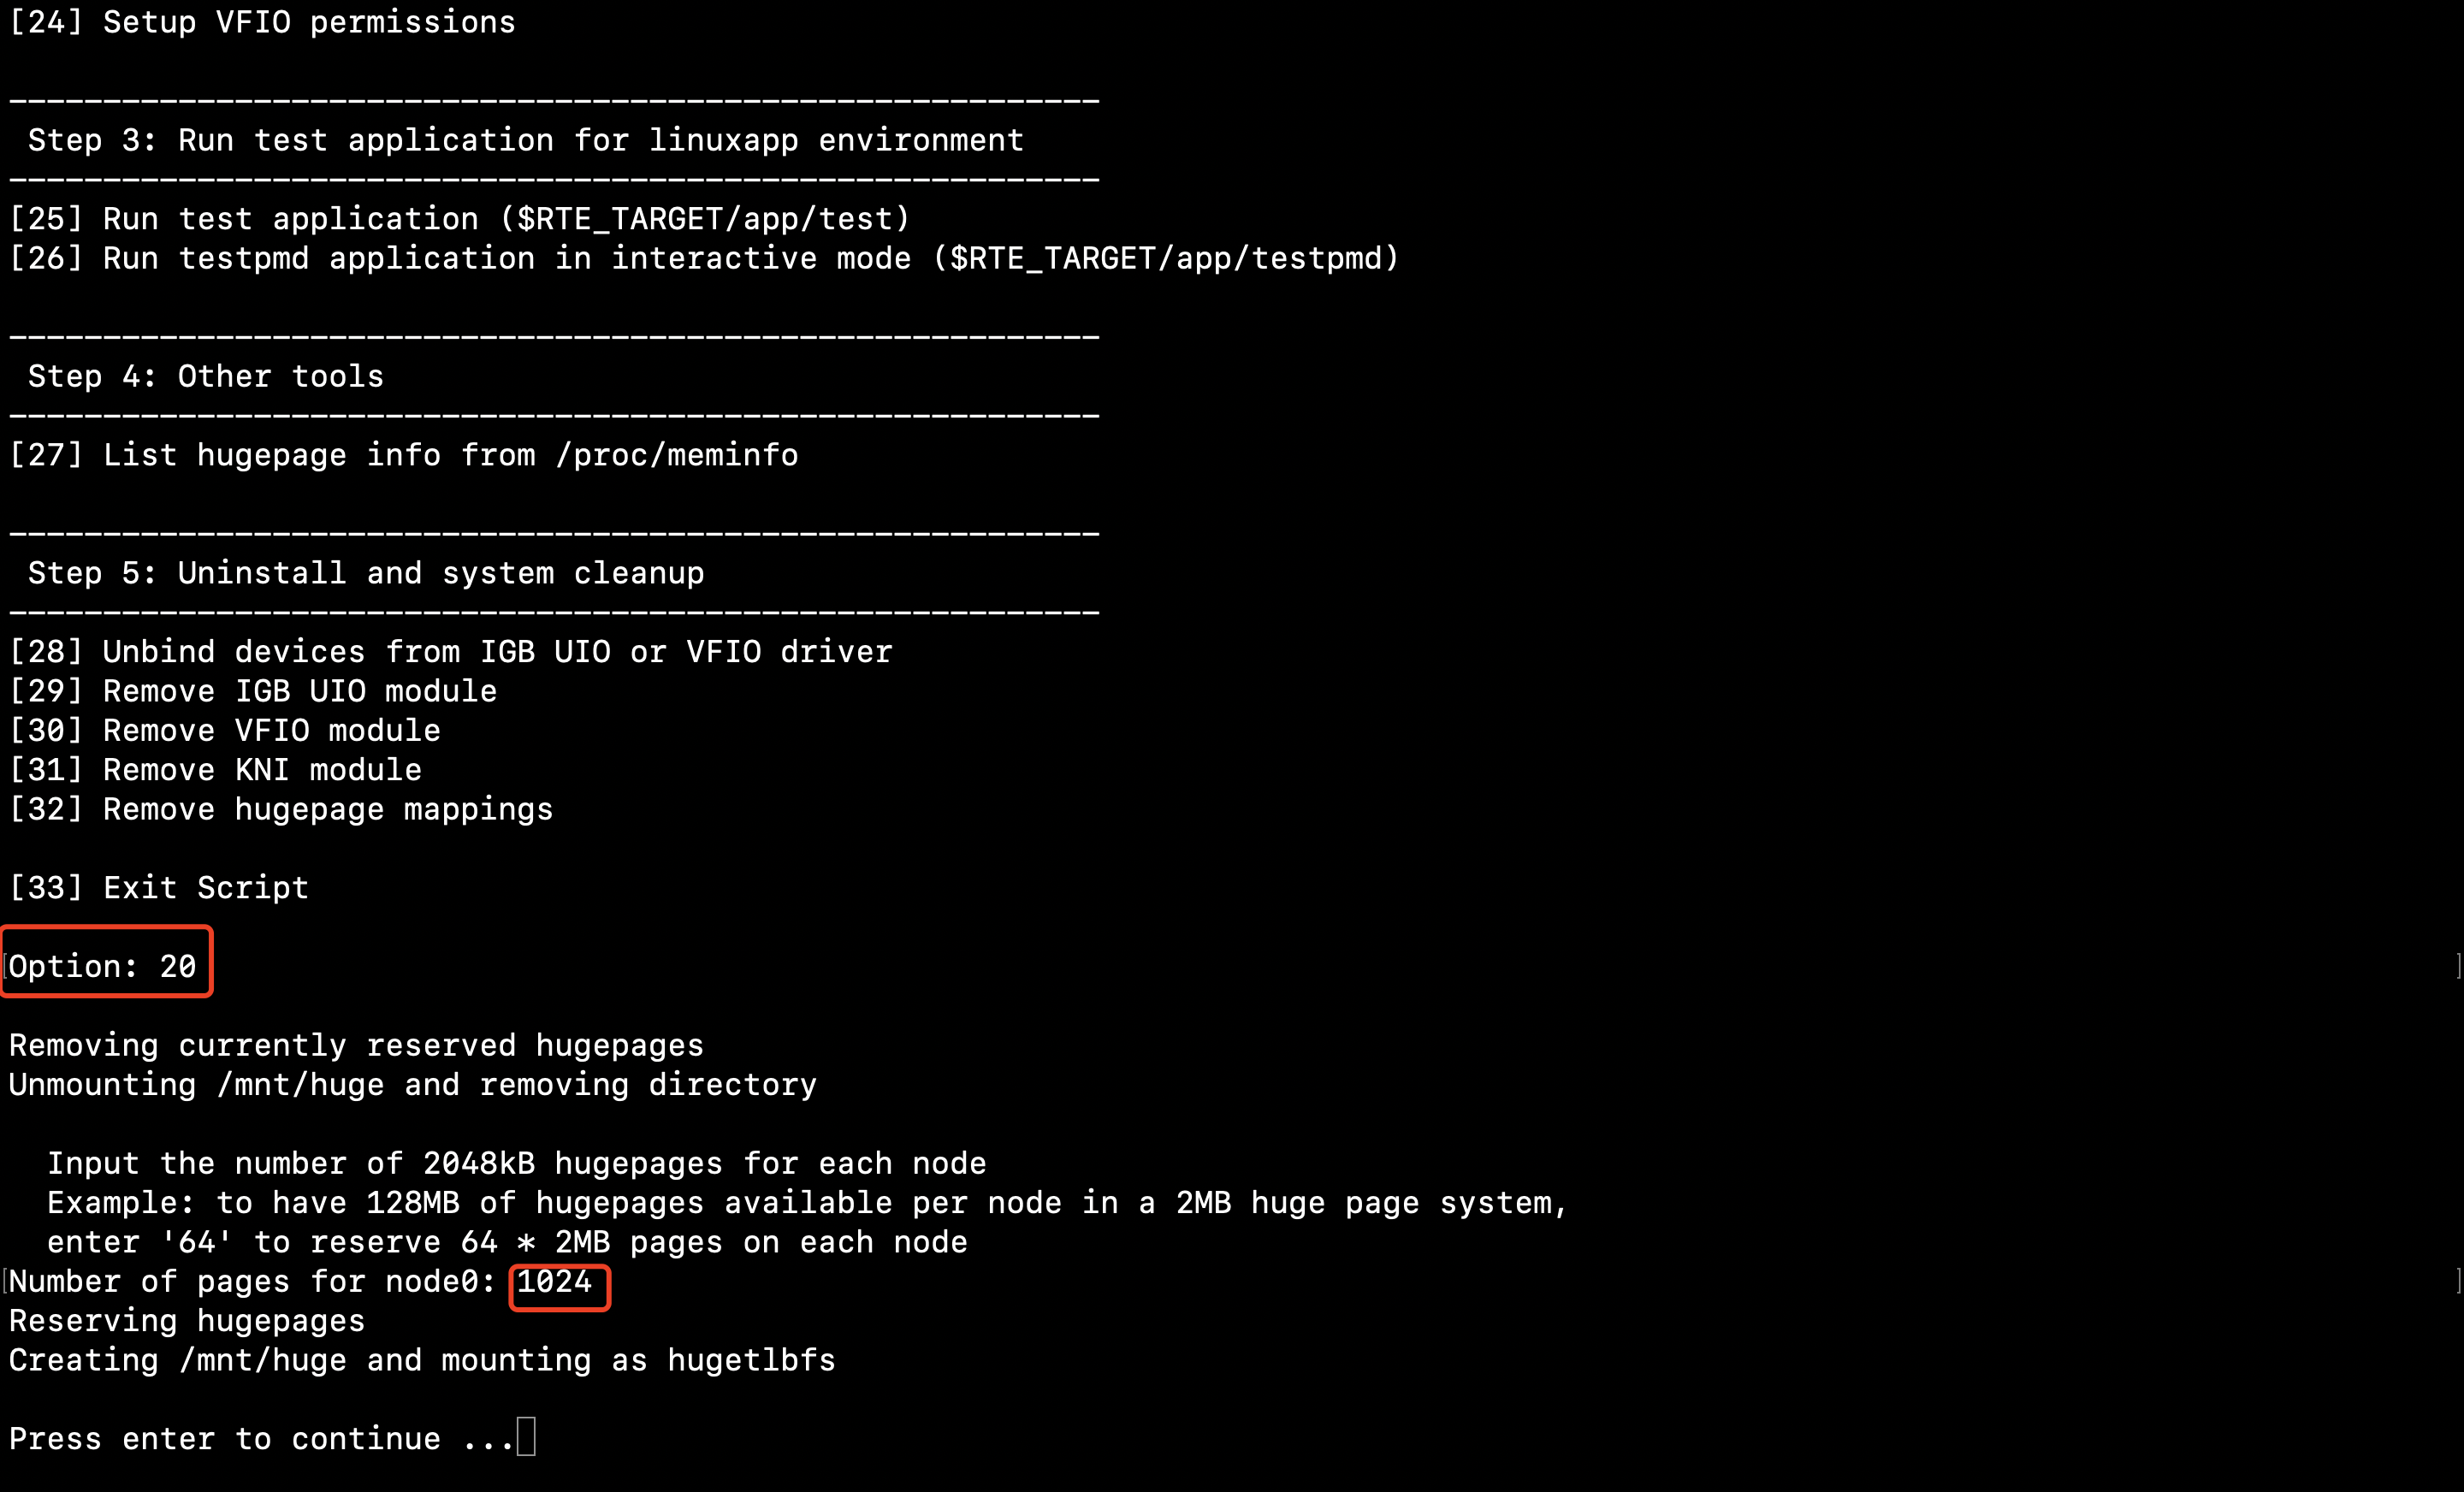 [24] Setup VFIO permissions
----------------------------------------------------------
 Step 3: Run test application for linuxapp environment
----------------------------------------------------------
[25] Run test application ($RTE_TARGET/app/test)
[26] Run testpmd application in interactive mode ($RTE_TARGET/app/testpmd)
----------------------------------------------------------
 Step 4: Other tools
----------------------------------------------------------
[27] List hugepage info from /proc/meminfo
----------------------------------------------------------
 Step 5: Uninstall and system cleanup
----------------------------------------------------------
[28] Unbind devices from IGB UIO or VFIO driver
[29] Remove IGB UIO module
[30] Remove VFIO module
[31] Remove KNI module
[32] Remove hugepage mappings
[33] Exit Script
Option: 20
Removing currently reserved hugepages
Unmounting /mnt/huge and removing directory
  Input the number of 2048kB hugepages for each node
  Example: to have 128MB of hugepages available per node in a 2MB huge page system,
  enter '64' to reserve 64 * 2MB pages on each node
Number of pages for node0: 1024
Reserving hugepages
Creating /mnt/huge and mounting as hugetlbfs
Press enter to continue ...